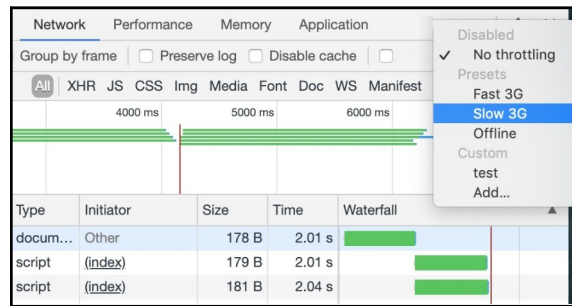 Network Performance Memory Application
Group by frame Preserve log Disable cache
All XHR JS CSS Img Media Font Doc WS Manifest
4000 ms 5000 ms 6000 ms
Disabled
✓ No throttling
Presets
Fast 3G
Slow 3G
Offline
Custom
test
Add...
Type Initiator Size Time Waterfall
docum... Other 178 B 2.01 s
script (index) 179 B 2.01 s
script (index) 181 B 2.04 s